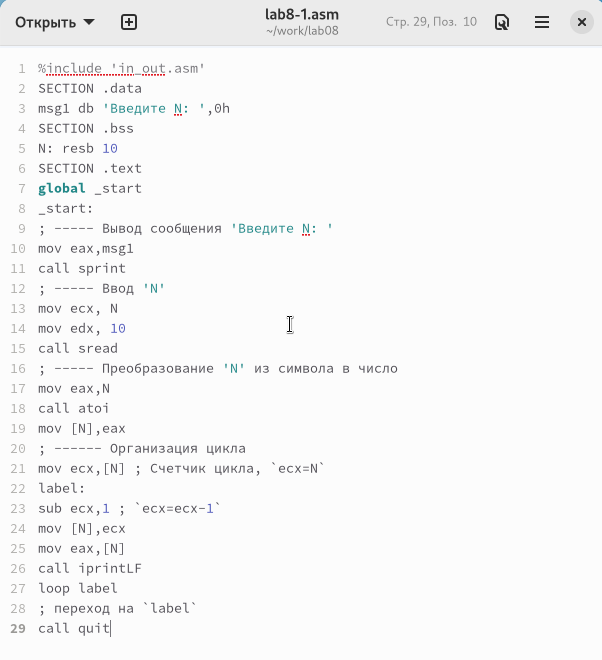 Открыть
lab8-1.asm
~/work/lab08
Стр. 29, Поз. 10
1 %include 'in_out.asm'
2 SECTION .data
3 msg1 db 'Введите N: ',0h
4 SECTION .bss
5 N: resb 10
6 SECTION .text
7 global _start
8 _start:
9 ; ----- Вывод сообщения 'Введите N: '
10 mov eax,msg1
11 call sprint
12 ; ----- Ввод 'N'
13 mov ecx, N
14 mov edx, 10
15 call sread
16 ; ----- Преобразование 'N' из символа в число
17 mov eax,N
18 call atoi
19 mov [N],eax
20 ; ------ Организация цикла
21 mov ecx,[N] ; Счетчик цикла, `ecx=N`
22 label:
23 sub ecx,1 ; `ecx=ecx-1`
24 mov [N],ecx
25 mov eax,[N]
26 call iprintLF
27 loop label
28 ; переход на `label`
29 call quit